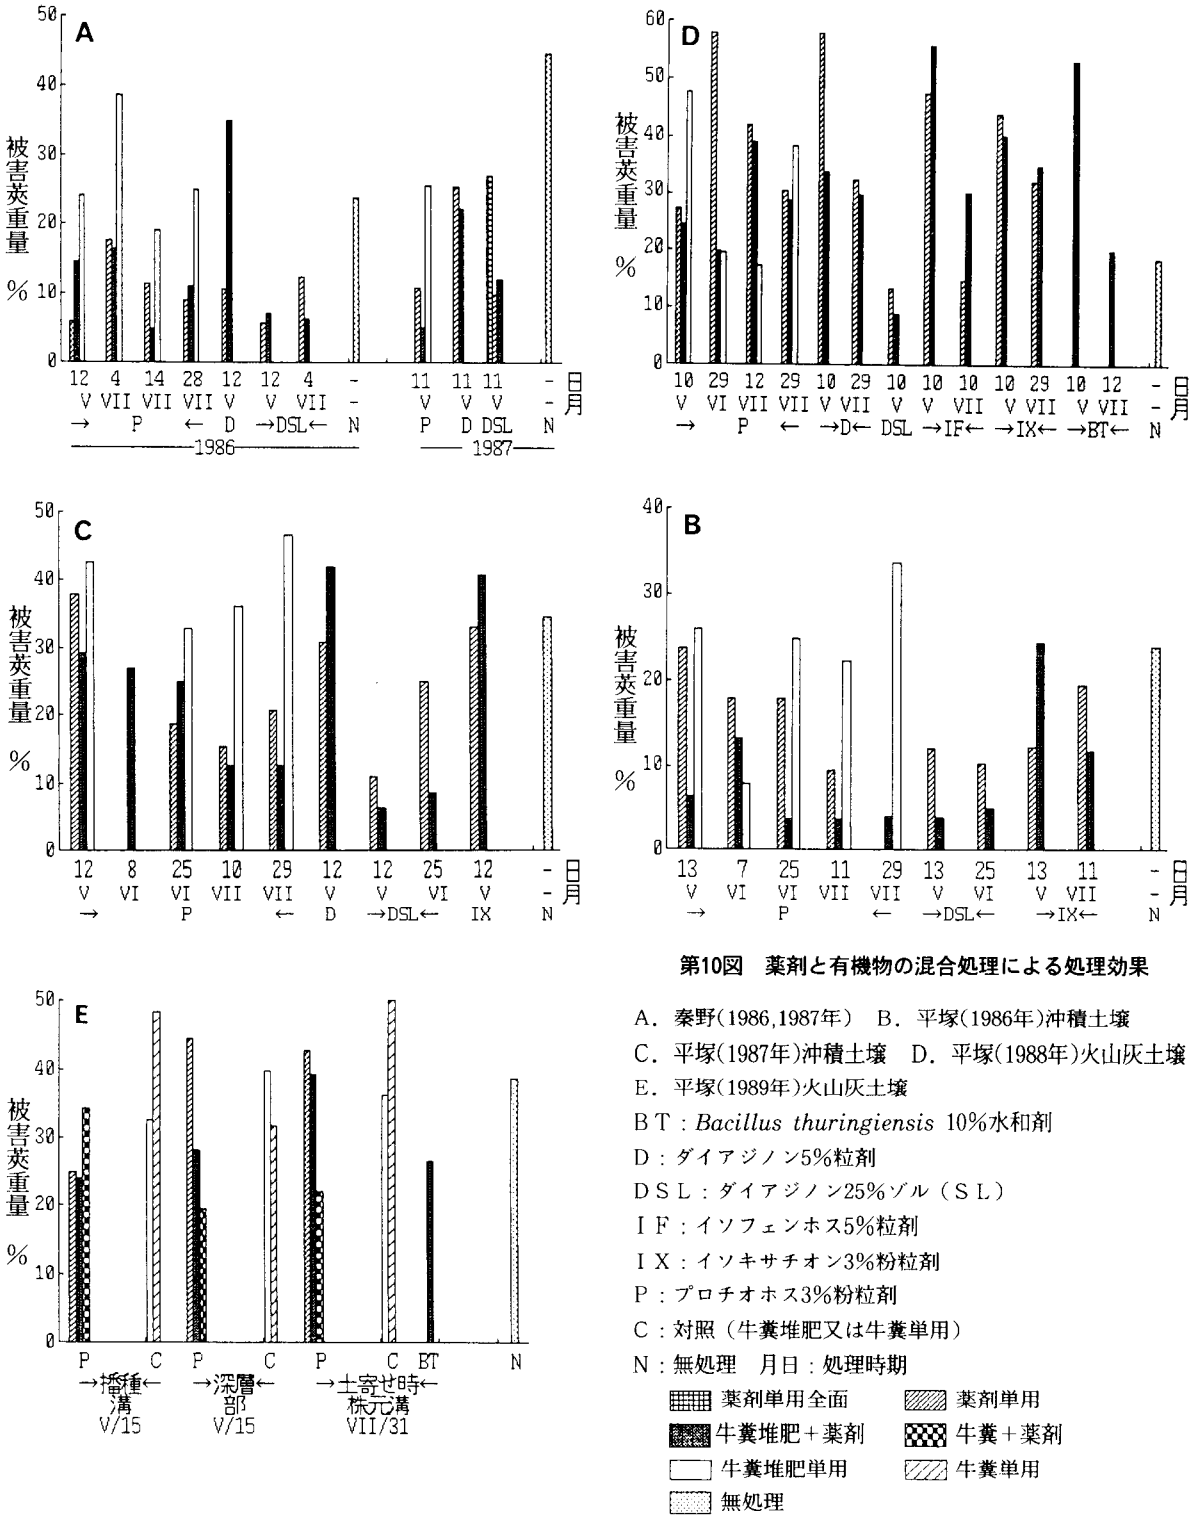 A
50
40
30
20
10
0
被害莢重量 %
12 4 14 28 12 12 4 - 11 11 11 - 日
V VII VII VII V V VII - V V V - 月
→ P ← D →DSL← N P D DSL N
1986 1987
D
60
50
40
30
20
10
0
被害莢重量 %
10 29 12 29 10 29 10 10 10 10 29 10 12 - 日
V VI VII VII V VII V V VII V VII V VII - 月
→ P ← →D← DSL →IF← →IX← →BT← N
C
50
40
30
20
10
0
被害莢重量 %
12 8 25 10 29 12 12 25 12 - 日
V VI VI VII VII V V VI V - 月
→ P ← D →DSL← IX N
B
40
30
20
10
0
被害莢重量 %
13 7 25 11 29 13 25 13 11 - 日
V VI VI VII VII V VI V VII - 月
→ P ← →DSL← →IX← N
E
50
40
30
20
10
0
被害莢重量 %
P C P C P C BT N
→播種← →深層← →土寄せ時←
溝 部 株元溝
V/15 V/15 VII/31
第10図 薬剤と有機物の混合処理による処理効果
A．秦野(1986,1987年) B．平塚(1986年)沖積土壌
C．平塚(1987年)沖積土壌 D．平塚(1988年)火山灰土壌
E．平塚(1989年)火山灰土壌
BT：Bacillus thuringiensis 10%水和剤
D：ダイアジノン5%粒剤
DSL：ダイアジノン25%ゾル（SL）
IF：イソフェンホス5%粒剤
IX：イソキサチオン3%粉粒剤
P：プロチオホス3%粉粒剤
C：対照（牛糞堆肥又は牛糞単用）
N：無処理 月日：処理時期
薬剤単用全面 薬剤単用
牛糞堆肥＋薬剤 牛糞＋薬剤
牛糞堆肥単用 牛糞単用
無処理